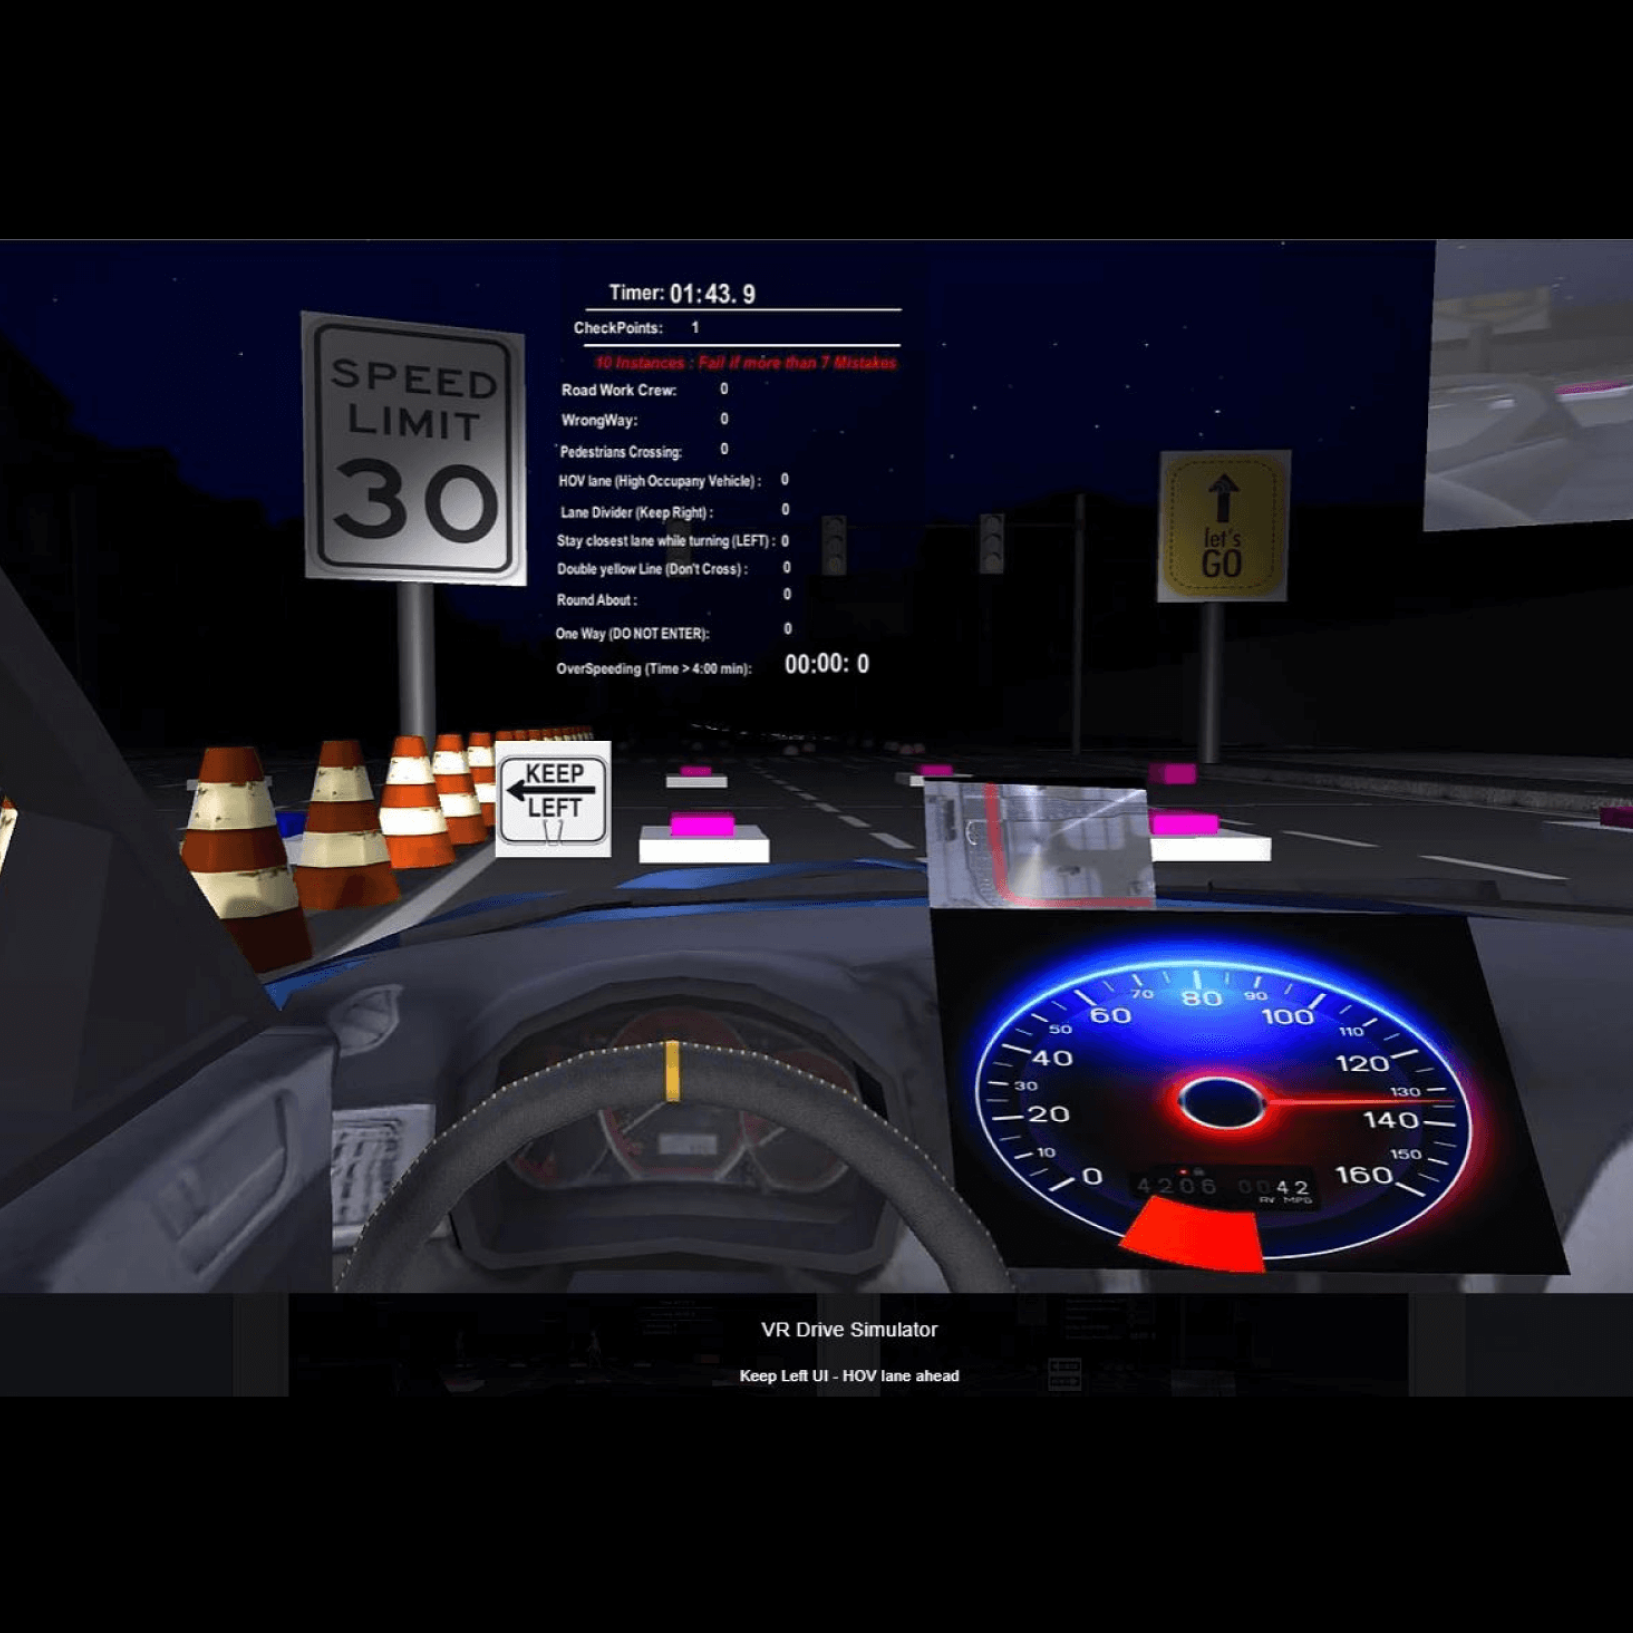 Timer: 01:43. 9
CheckPoints: 1
10 Instances : Fail if more than 7 Mistakes
Road Work Crew: 0
WrongWay: 0
Pedestrians Crossing: 0
HOV lane (High Occupany Vehicle) : 0
Lane Divider (Keep Right) : 0
Stay closest lane while turning (LEFT) : 0
Double yellow Line (Don't Cross) : 0
Round About : 0
One Way (DO NOT ENTER): 0
OverSpeeding (Time > 4:00 min): 00:00: 0
SPEED
LIMIT
30
let's
GO
KEEP
LEFT
0
10
20
30
40
50
60
70
80
90
100
110
120
130
140
150
160
4206 0042
MPG
VR Drive Simulator
Keep Left UI - HOV lane ahead